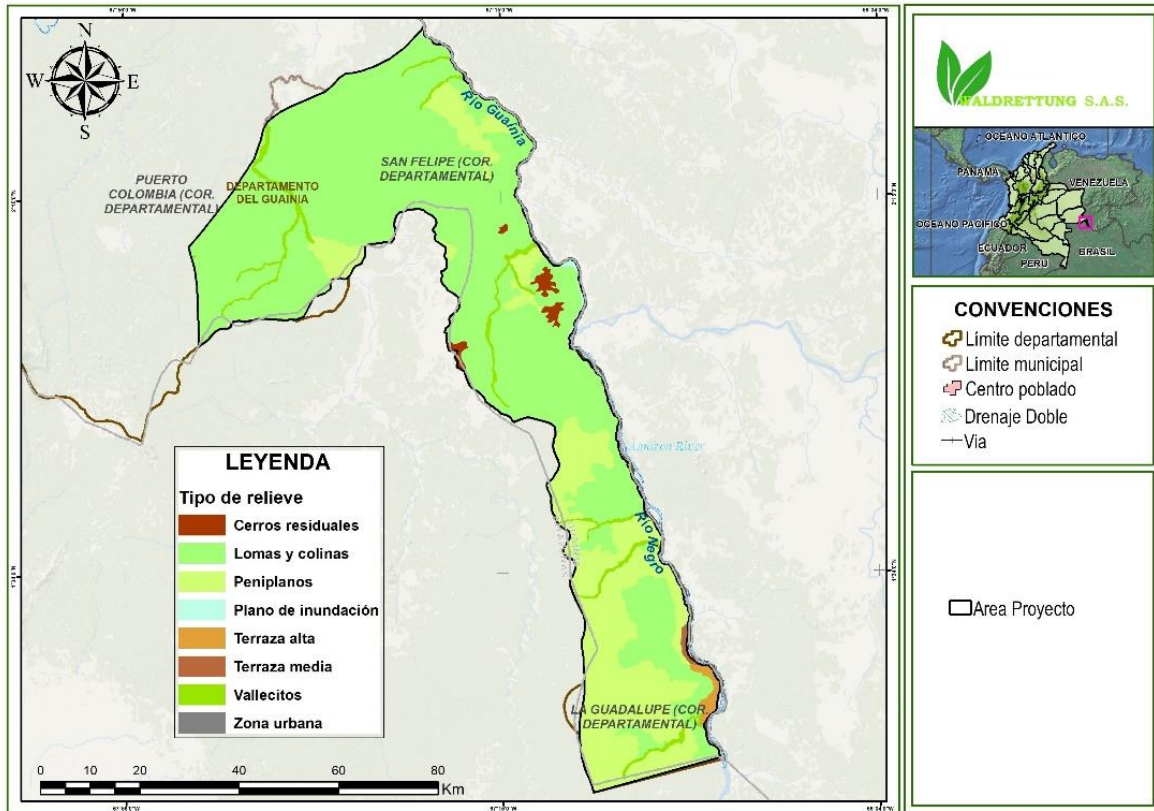 N
W
E
S
Río Guainia
SAN FELIPE (COR.
DEPARTAMENTAL)
PUERTO
COLOMBIA (COR.
DEPARTAMENTAL)
DEPARTAMENTO
DEL GUAINIA
Río Negro
LA GUADALUPE (COR.
DEPARTAMENTAL)
LEYENDA
Tipo de relieve
Cerros residuales
Lomas y colinas
Peniplanos
Plano de inundación
Terraza alta
Terraza media
Vallecitos
Zona urbana
0 10 20 40 60 80
Km
WALDRETTUNG S.A.S.
OCEANO ATLANTICO
PANAMA
VENEZUELA
OCEANO PACIFICO
ECUADOR
BRASIL
PERU
CONVENCIONES
Límite departamental
Límite municipal
Centro poblado
Drenaje Doble
Via
Area Proyecto